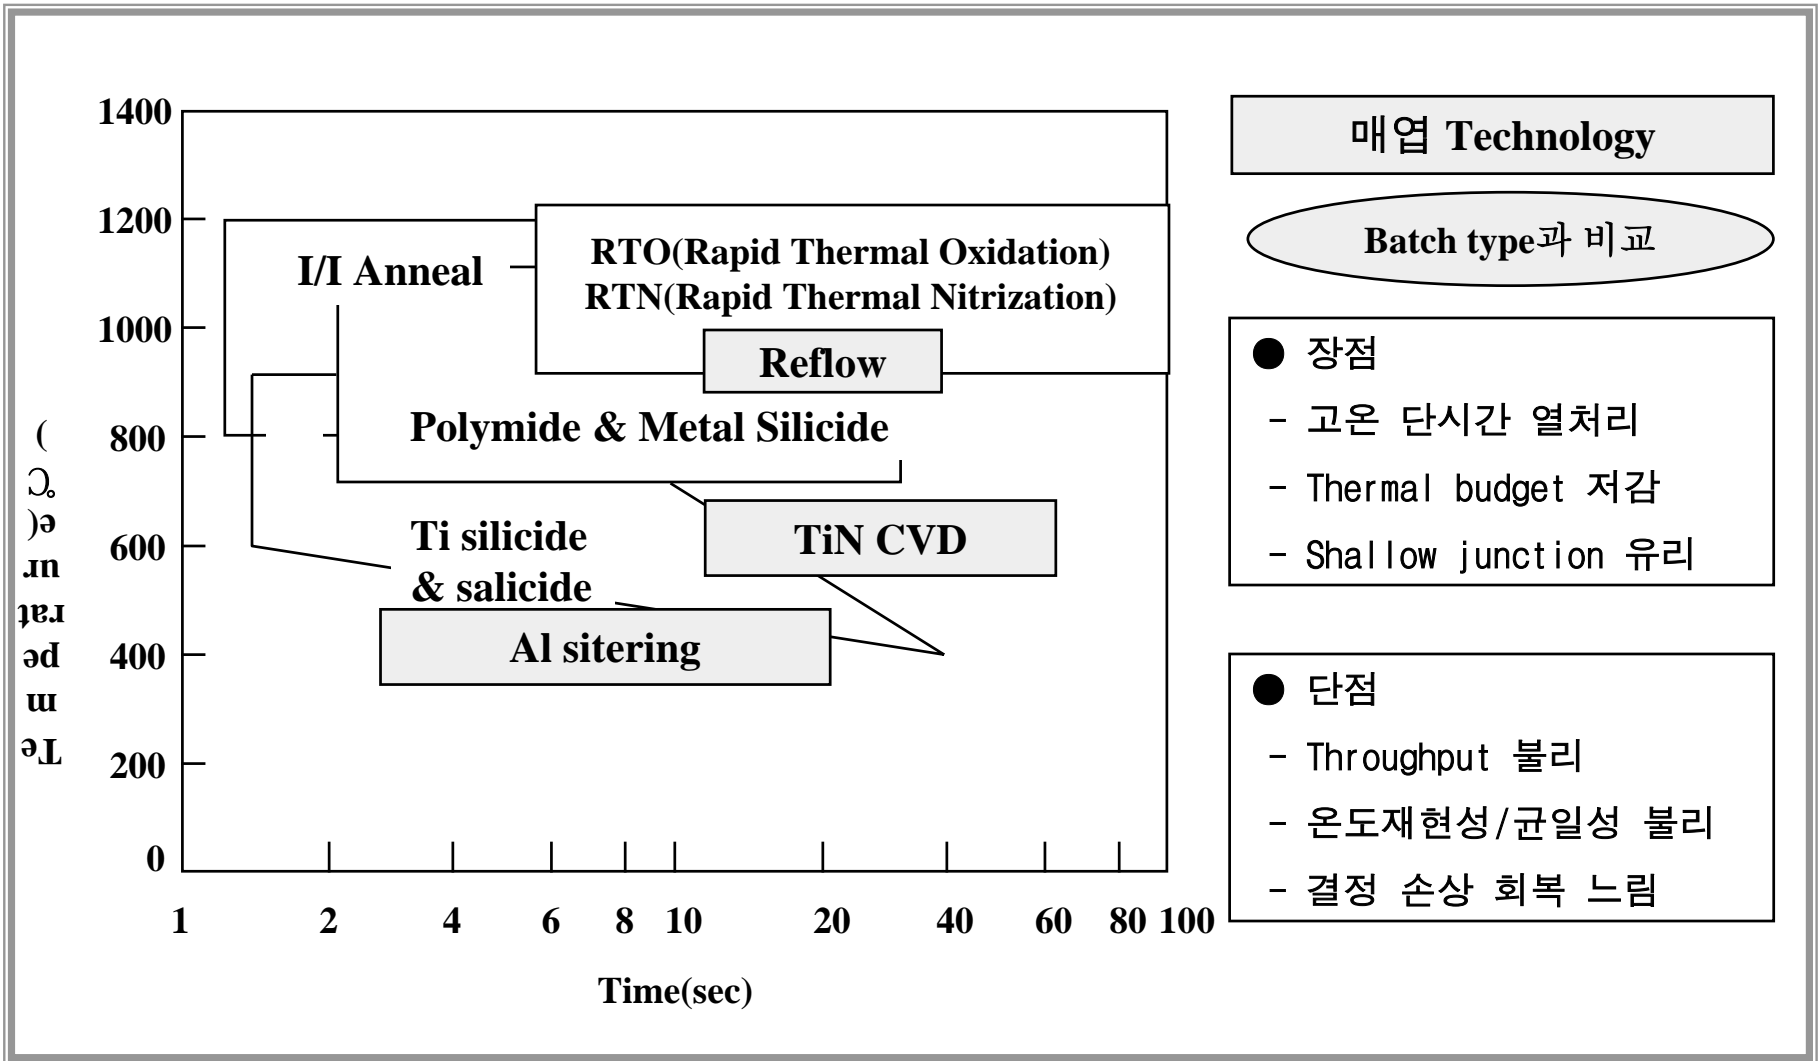 1400
1200
1000
800
600
400
200
0
Te
m
pe
rat
ur
e(
℃
)
I/I Anneal
RTO(Rapid Thermal Oxidation)
RTN(Rapid Thermal Nitrization)
Reflow
Polymide & Metal Silicide
Ti silicide
& salicide
TiN CVD
Al sitering
1 2 4 6 8 10 20 40 60 80 100
Time(sec)
매엽 Technology
Batch type과 비교
● 장점
- 고온 단시간 열처리
- Thermal budget 저감
- Shallow junction 유리
● 단점
- Throughput 불리
- 온도재현성/균일성 불리
- 결정 손상 회복 느림